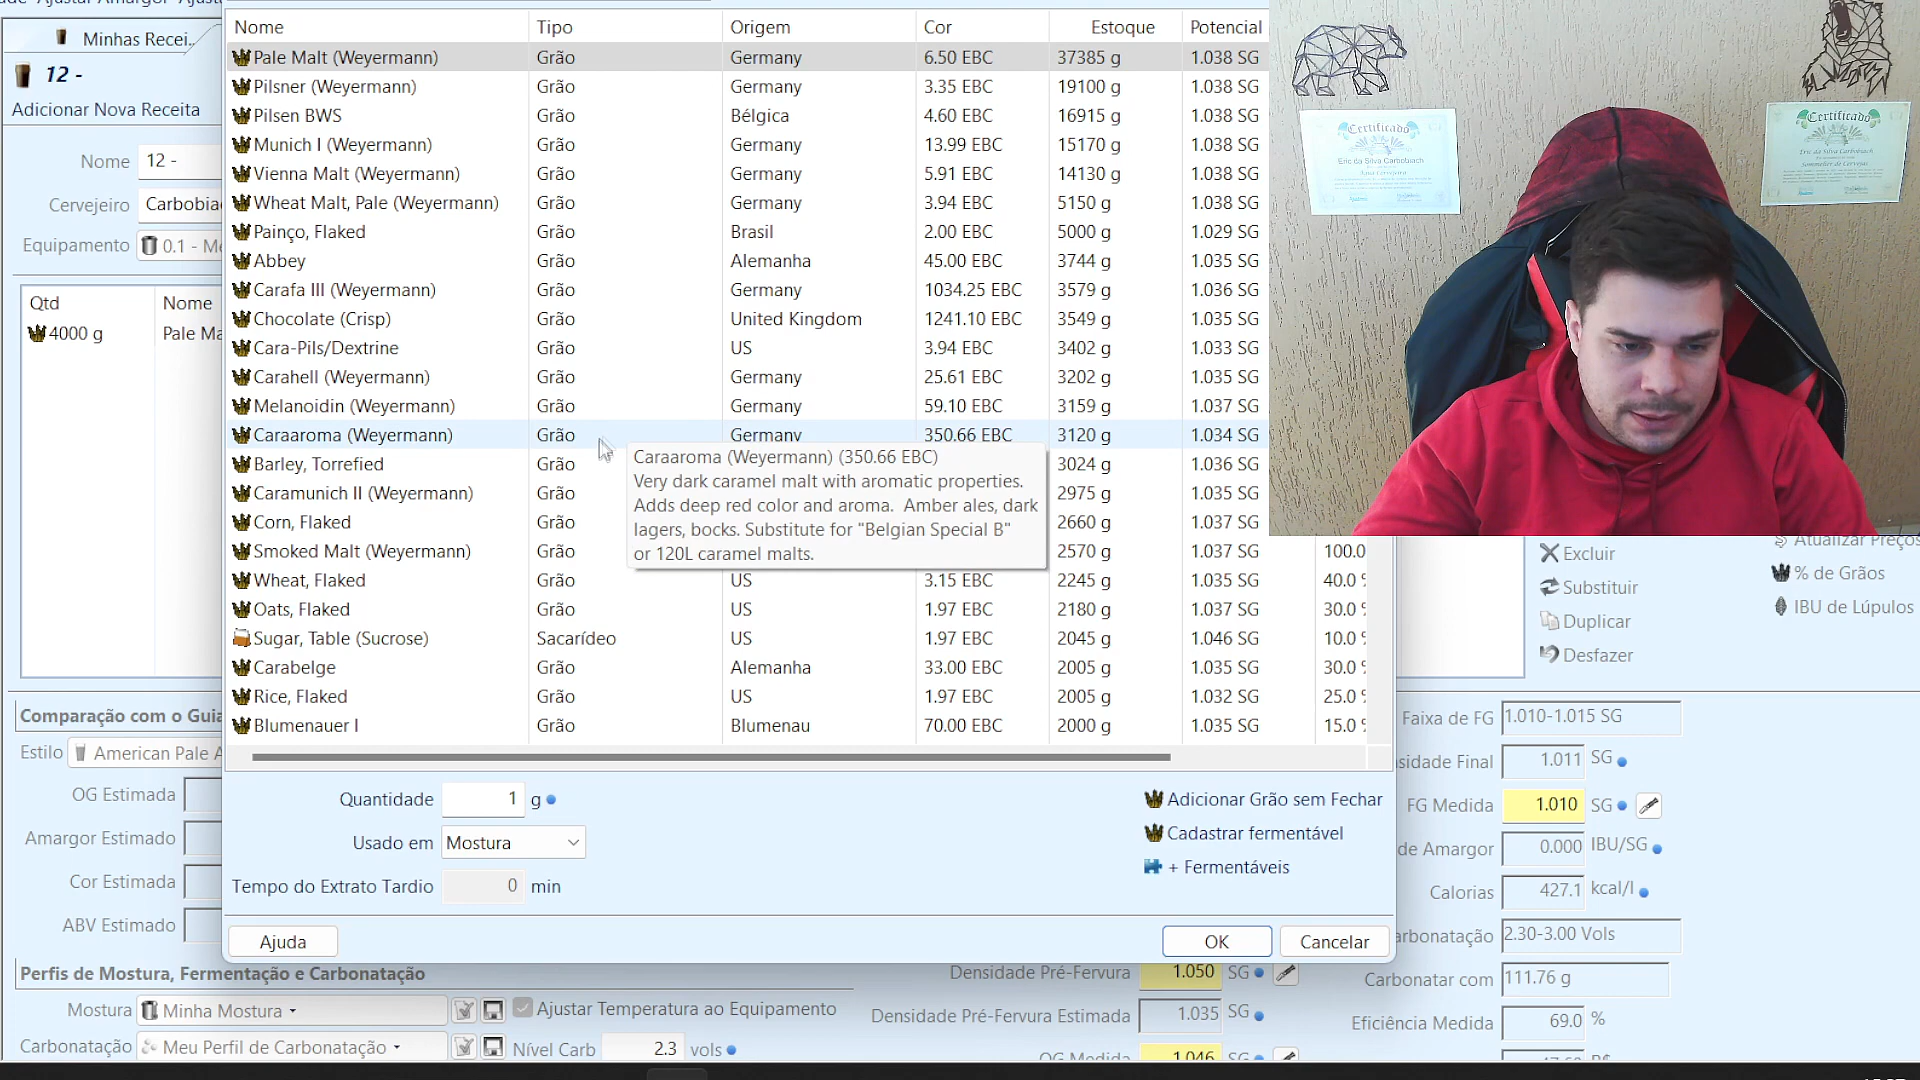 Minhas Recei..
12 -
Adicionar Nova Receita
Nome 12 -
Cervejeiro Carbobia
Equipamento 0.1 - M
Qtd Nome
4000 g Pale Ma
Comparação com o Guia
Estilo American Pale A
OG Estimada
Amargor Estimado
Cor Estimada
ABV Estimado
Perfis de Mostura, Fermentação e Carbonatação
Mostura Minha Mostura
Carbonatação Meu Perfil de Carbonatação
Ajustar Temperatura ao Equipamento
Nível Carb 2.3 vols
Nome Tipo Origem Cor Estoque Potencial
Pale Malt (Weyermann) Grão Germany 6.50 EBC 37385 g 1.038 SG
Pilsner (Weyermann) Grão Germany 3.35 EBC 19100 g 1.038 SG
Pilsen BWS Grão Bélgica 4.60 EBC 16915 g 1.038 SG
Munich I (Weyermann) Grão Germany 13.99 EBC 15170 g 1.038 SG
Vienna Malt (Weyermann) Grão Germany 5.91 EBC 14130 g 1.038 SG
Wheat Malt, Pale (Weyermann) Grão Germany 3.94 EBC 5150 g 1.038 SG
Painço, Flaked Grão Brasil 2.00 EBC 5000 g 1.029 SG
Abbey Grão Alemanha 45.00 EBC 3744 g 1.035 SG
Carafa III (Weyermann) Grão Germany 1034.25 EBC 3579 g 1.036 SG
Chocolate (Crisp) Grão United Kingdom 1241.10 EBC 3549 g 1.035 SG
Cara-Pils/Dextrine Grão US 3.94 EBC 3402 g 1.033 SG
Carahell (Weyermann) Grão Germany 25.61 EBC 3202 g 1.035 SG
Melanoidin (Weyermann) Grão Germany 59.10 EBC 3159 g 1.037 SG
Caraaroma (Weyermann) Grão Germany 350.66 EBC 3120 g 1.034 SG
Barley, Torrefied Grão 3024 g 1.036 SG
Caramunich II (Weyermann) Grão 2975 g 1.035 SG
Corn, Flaked Grão 2660 g 1.037 SG
Smoked Malt (Weyermann) Grão 2570 g 1.037 SG 100.0
Wheat, Flaked Grão US 3.15 EBC 2245 g 1.035 SG 40.0
Oats, Flaked Grão US 1.97 EBC 2180 g 1.037 SG 30.0
Sugar, Table (Sucrose) Sacarídeo US 1.97 EBC 2045 g 1.046 SG 10.0
Carabelge Grão Alemanha 33.00 EBC 2005 g 1.035 SG 30.0
Rice, Flaked Grão US 1.97 EBC 2005 g 1.032 SG 25.0
Blumenauer I Grão Blumenau 70.00 EBC 2000 g 1.035 SG 15.0
Caraaroma (Weyermann) (350.66 EBC)
Very dark caramel malt with aromatic properties.
Adds deep red color and aroma. Amber ales, dark
lagers, bocks. Substitute for "Belgian Special B"
or 120L caramel malts.
Quantidade 1 g
Usado em Mostura
Tempo do Extrato Tardio 0 min
Adicionar Grão sem Fechar
Cadastrar fermentável
+ Fermentáveis
Ajuda OK Cancelar
Densidade Pré-Fervura 1.050 SG
Densidade Pré-Fervura Estimada 1.035 SG
OG Medida 1.046 SG
Certificado
Eric da Silva Carbobiach
Certificado
Eric da Silva Carbobiach
Sommelier de Cervejas
Excluir
Substituir
Duplicar
Desfazer
Atualizar Preços
% de Grãos
IBU de Lúpulos
Faixa de FG 1.010-1.015 SG
sidade Final 1.011 SG
FG Medida 1.010 SG
de Amargor 0.000 IBU/SG
Calorias 427.1 kcal/l
arbonatação 2.30-3.00 Vols
Carbonatar com 111.76 g
Eficiência Medida 69.0 %